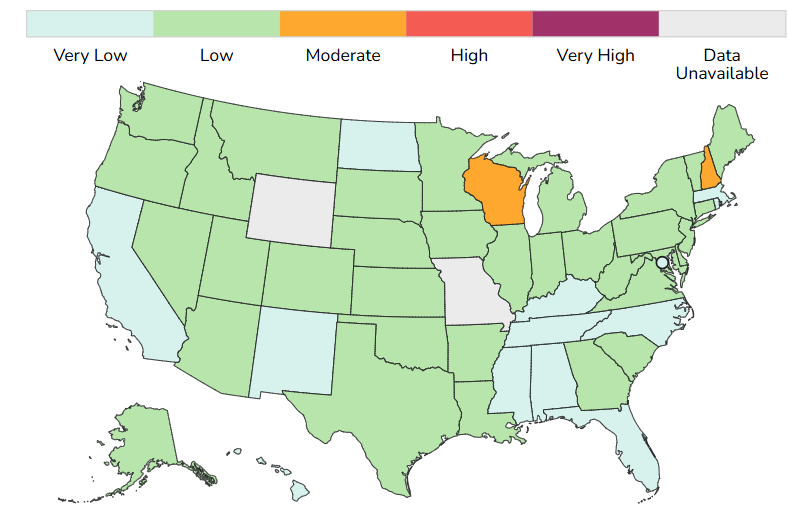 Very Low
Low
Moderate
High
Very High
Data
Unavailable